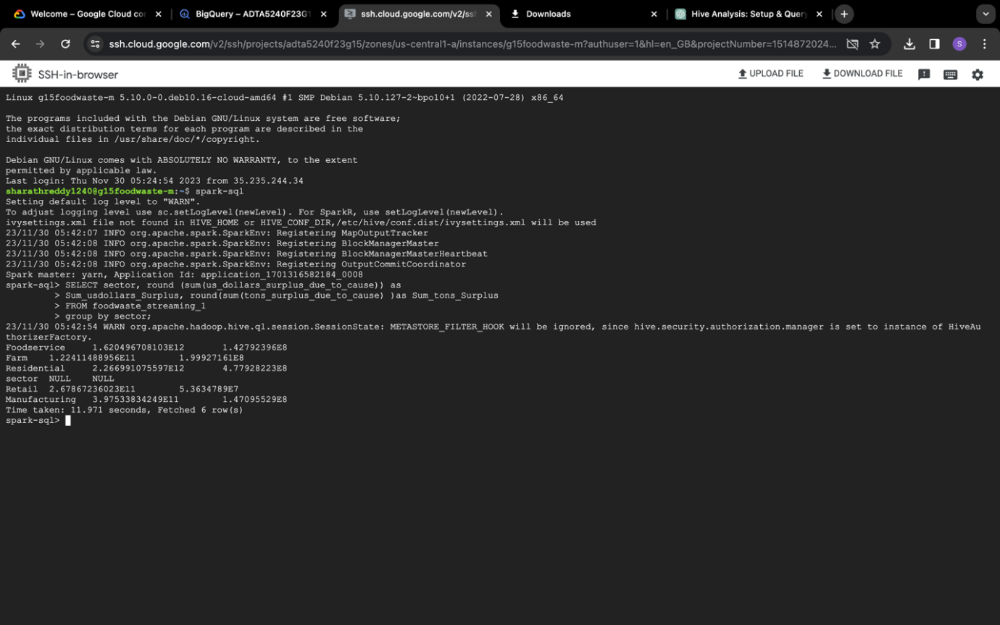 Welcome – Google Cloud con
BigQuery – ADTA5240F23G1
ssh.cloud.google.com/v2/ssh
Downloads
Hive Analysis: Setup & Query
ssh.cloud.google.com/v2/ssh/projects/adta5240f23g15/zones/us-central1-a/instances/g15foodwaste-m?authuser=1&hl=en_GB&projectNumber=1514872024...
S
SSH-in-browser
UPLOAD FILE
DOWNLOAD FILE
Linux g15foodwaste-m 5.10.0-0.deb10.16-cloud-amd64 #1 SMP Debian 5.10.127-2~bpo10+1 (2022-07-28) x86_64
The programs included with the Debian GNU/Linux system are free software;
the exact distribution terms for each program are described in the
individual files in /usr/share/doc/*/copyright.
Debian GNU/Linux comes with ABSOLUTELY NO WARRANTY, to the extent
permitted by applicable law.
Last login: Thu Nov 30 05:24:54 2023 from 35.235.244.34
sharathreddy1240@g15foodwaste-m:~$ spark-sql
Setting default log level to "WARN".
To adjust logging level use sc.setLogLevel(newLevel). For SparkR, use setLogLevel(newLevel).
ivysettings.xml file not found in HIVE_HOME or HIVE_CONF_DIR,/etc/hive/conf.dist/ivysettings.xml will be used
23/11/30 05:42:07 INFO org.apache.spark.SparkEnv: Registering MapOutputTracker
23/11/30 05:42:08 INFO org.apache.spark.SparkEnv: Registering BlockManagerMaster
23/11/30 05:42:08 INFO org.apache.spark.SparkEnv: Registering BlockManagerMasterHeartbeat
23/11/30 05:42:08 INFO org.apache.spark.SparkEnv: Registering OutputCommitCoordinator
Spark master: yarn, Application Id: application_1701316582184_0008
spark-sql> SELECT sector, round (sum(us_dollars_surplus_due_to_cause)) as
> Sum_usdollars_Surplus, round(sum(tons_surplus_due_to_cause) )as Sum_tons_Surplus
> FROM foodwaste_streaming_1
> group by sector;
23/11/30 05:42:54 WARN org.apache.hadoop.hive.ql.session.SessionState: METASTORE_FILTER_HOOK will be ignored, since hive.security.authorization.manager is set to instance of HiveAu
thorizerFactory.
Foodservice 1.620496708103E12 1.42792396E8
Farm 1.22411488956E11 1.99927161E8
Residential 2.266991075597E12 4.77928223E8
sector NULL NULL
Retail 2.67867236023E11 5.3634789E7
Manufacturing 3.97533834249E11 1.47095529E8
Time taken: 11.971 seconds, Fetched 6 row(s)
spark-sql>